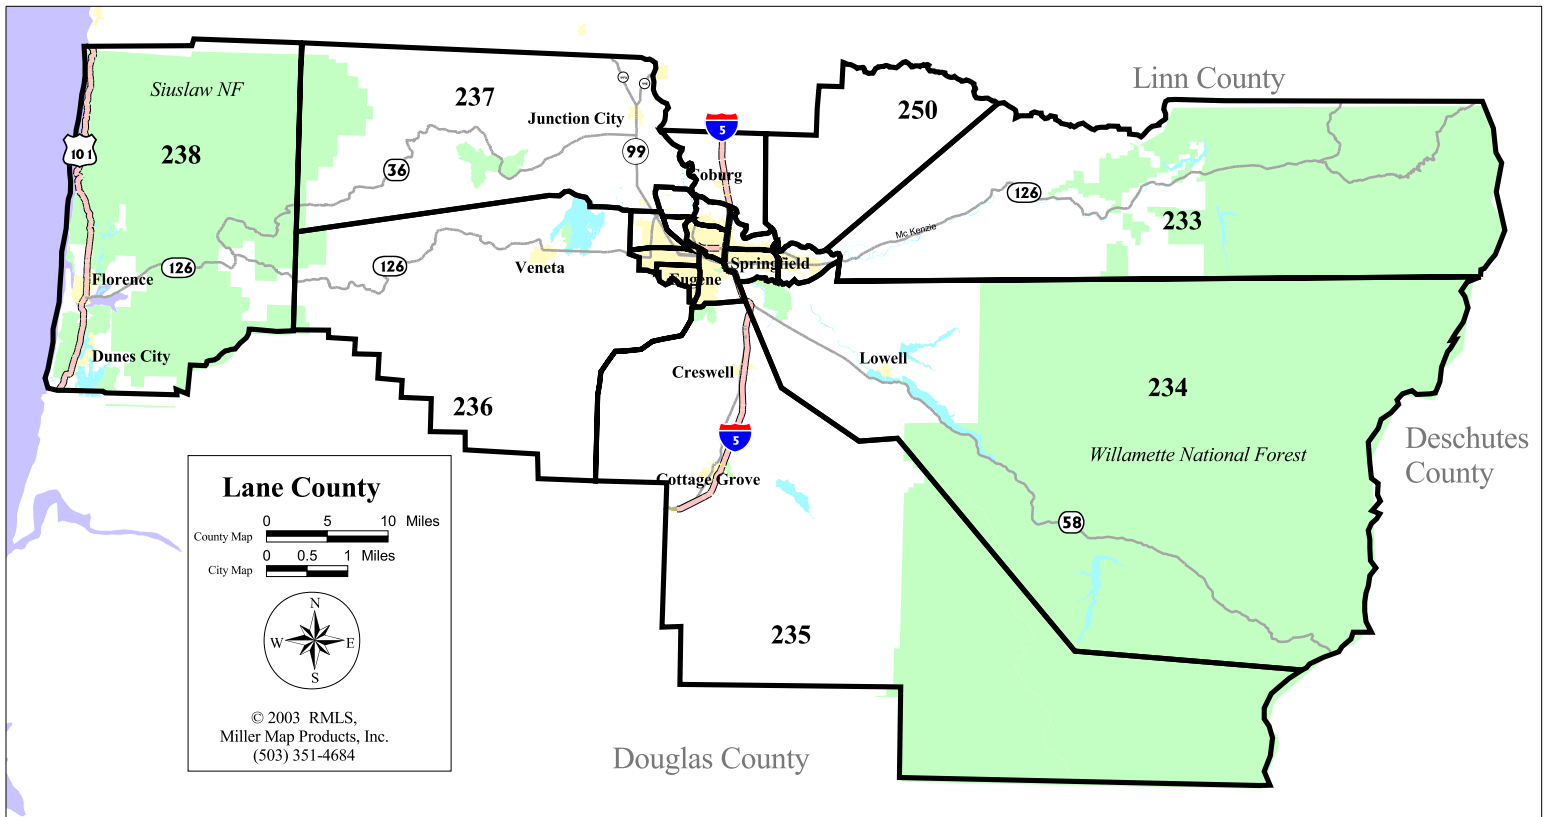 Linn County
Siuslaw NF
237
250
Junction City
5
101
238
99
36
Coburg
126
233
Mc Kenzie
126
126
Veneta
Springfield
Florence
Eugene
Dunes City
Lowell
Creswell
234
236
5
Deschutes
County
Willamette National Forest
Cottage Grove
58
235
Douglas County
Lane County
0 5 10 Miles
County Map
0 0.5 1 Miles
City Map
N
W E
S
© 2003 RMLS,
Miller Map Products, Inc.
(503) 351-4684